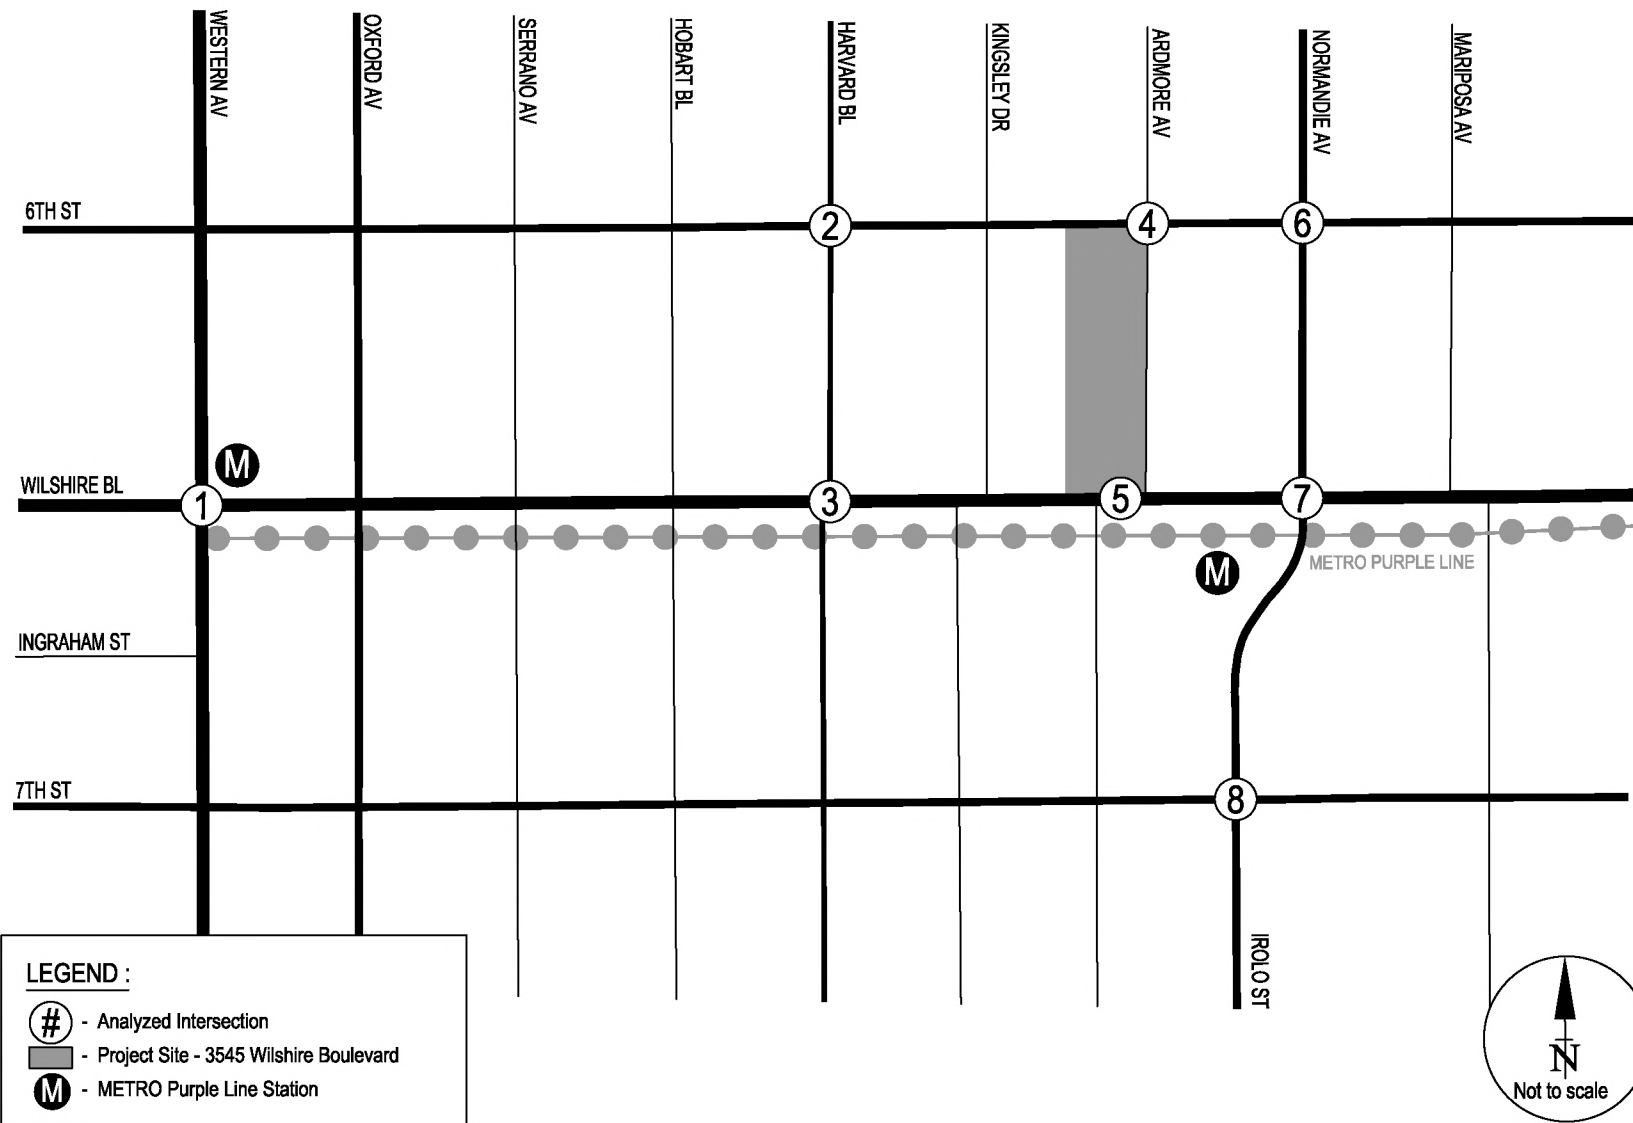 WESTERN AV
OXFORD AV
SERRANO AV
HOBART BL
HARVARD BL
KINGSLEY DR
ARDMORE AV
NORMANDIE AV
MARIPOSA AV
6TH ST
2
4
6
M
WILSHIRE BL
1
3
5
7
M
METRO PURPLE LINE
INGRAHAM ST
7TH ST
8
IROLO ST
LEGEND :
# - Analyzed Intersection
- Project Site - 3545 Wilshire Boulevard
M - METRO Purple Line Station
N
Not to scale